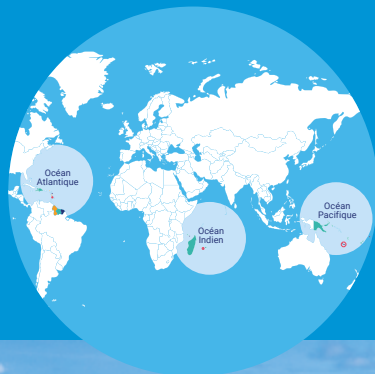 Océan
Atlantique
Océan
Indien
Océan
Pacifique